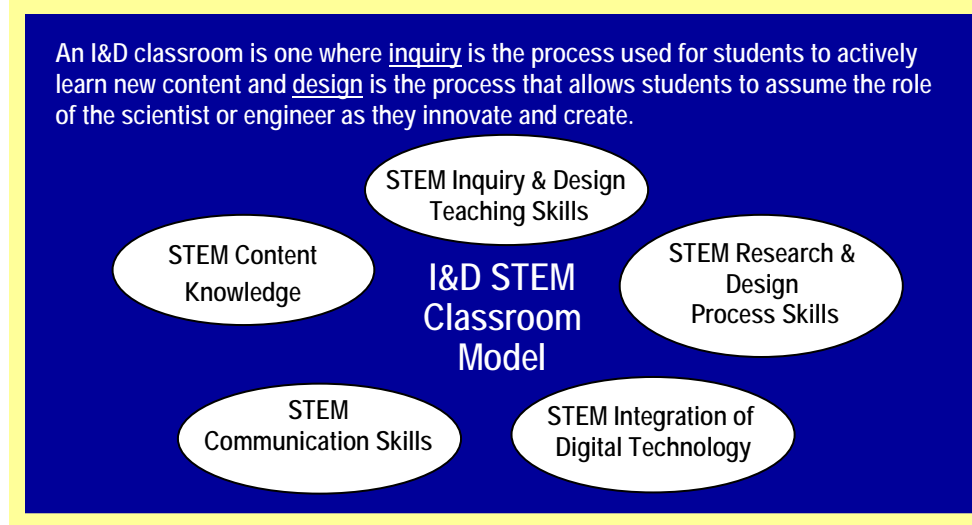 An I&D classroom is one where inquiry is the process used for students to actively
learn new content and design is the process that allows students to assume the role
of the scientist or engineer as they innovate and create.
STEM Inquiry & Design
Teaching Skills
STEM Content
Knowledge
I&D STEM
Classroom
Model
STEM Research &
Design
Process Skills
STEM
Communication Skills
STEM Integration of
Digital Technology